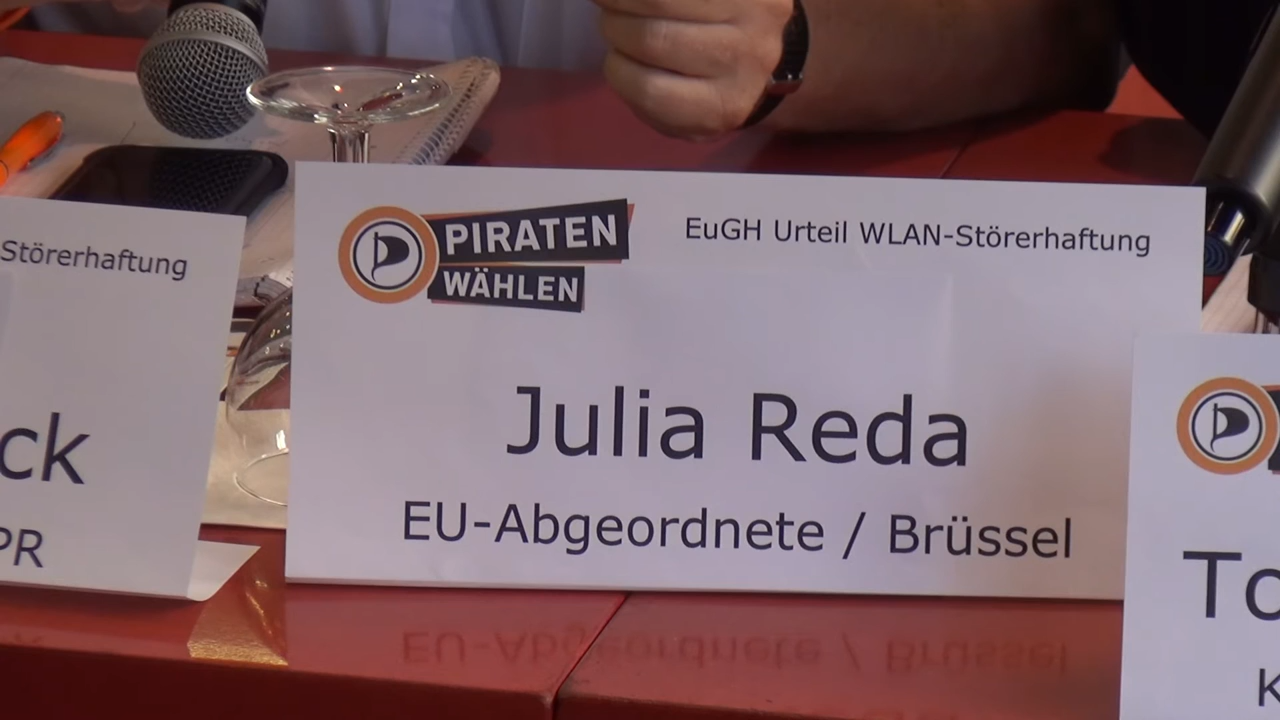 Störerhaftung
ck
PR
PIRATEN
WÄHLEN
EuGH Urteil WLAN-Störerhaftung
Julia Reda
EU-Abgeordnete / Brüssel
To
K